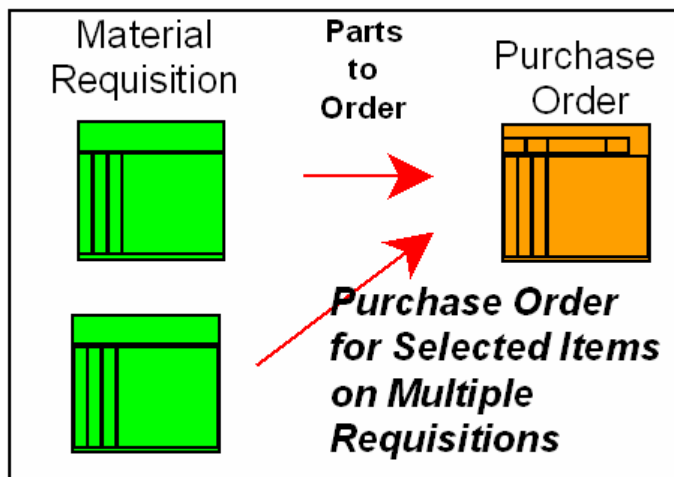 Material
Requisition
Parts
to
Order
Purchase
Order
Purchase Order
for Selected Items
on Multiple
Requisitions